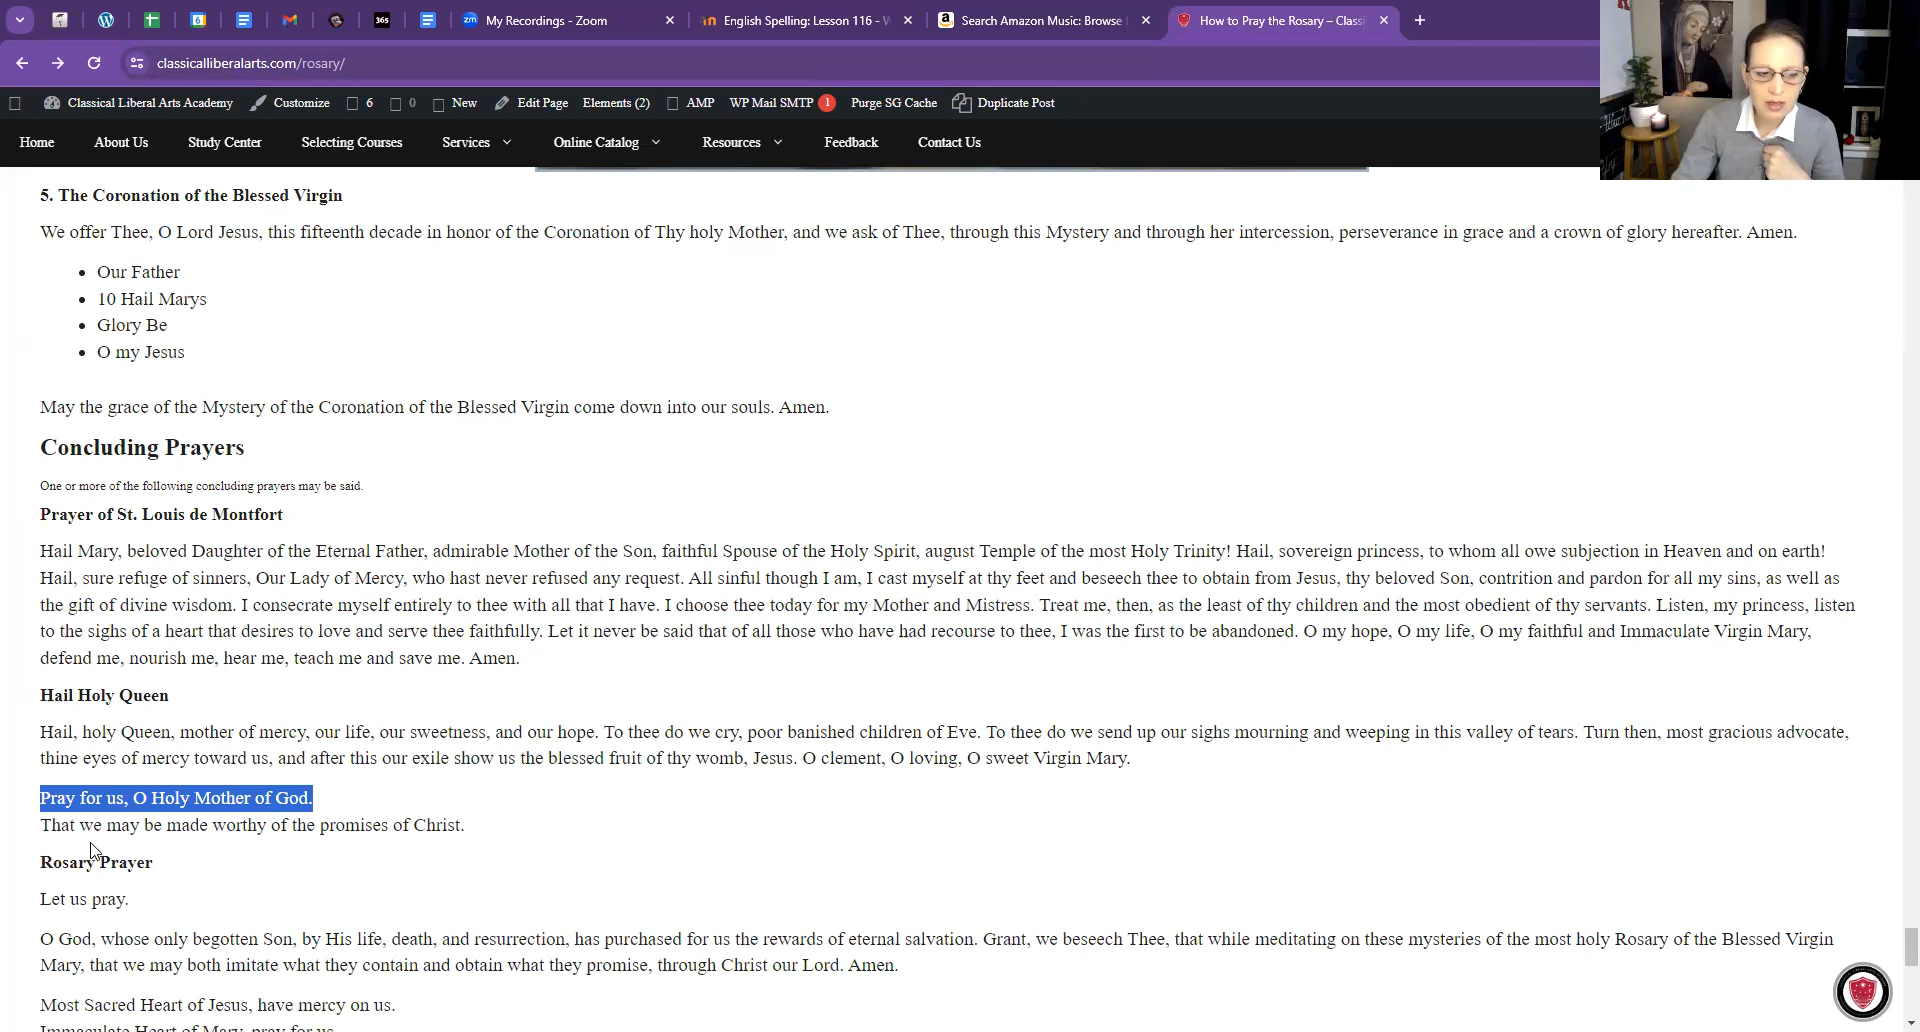 My Recordings - Zoom
English Spelling: Lesson 116 -
Search Amazon Music: Browse
How to Pray the Rosary – Classi
classicalliberalarts.com/rosary/
Classical Liberal Arts Academy
Customize
6
0
New
Edit Page
Elements (2)
AMP
WP Mail SMTP 1
Purge SG Cache
Duplicate Post
Home
About Us
Study Center
Selecting Courses
Services
Online Catalog
Resources
Feedback
Contact Us
5. The Coronation of the Blessed Virgin
We offer Thee, O Lord Jesus, this fifteenth decade in honor of the Coronation of Thy holy Mother, and we ask of Thee, through this Mystery and through her intercession, perseverance in grace and a crown of glory hereafter. Amen.
• Our Father
• 10 Hail Marys
• Glory Be
• O my Jesus
May the grace of the Mystery of the Coronation of the Blessed Virgin come down into our souls. Amen.
Concluding Prayers
One or more of the following concluding prayers may be said.
Prayer of St. Louis de Montfort
Hail Mary, beloved Daughter of the Eternal Father, admirable Mother of the Son, faithful Spouse of the Holy Spirit, august Temple of the most Holy Trinity! Hail, sovereign princess, to whom all owe subjection in Heaven and on earth!
Hail, sure refuge of sinners, Our Lady of Mercy, who hast never refused any request. All sinful though I am, I cast myself at thy feet and beseech thee to obtain from Jesus, thy beloved Son, contrition and pardon for all my sins, as well as
the gift of divine wisdom. I consecrate myself entirely to thee with all that I have. I choose thee today for my Mother and Mistress. Treat me, then, as the least of thy children and the most obedient of thy servants. Listen, my princess, listen
to the sighs of a heart that desires to love and serve thee faithfully. Let it never be said that of all those who have had recourse to thee, I was the first to be abandoned. O my hope, O my life, O my faithful and Immaculate Virgin Mary,
defend me, nourish me, hear me, teach me and save me. Amen.
Hail Holy Queen
Hail, holy Queen, mother of mercy, our life, our sweetness, and our hope. To thee do we cry, poor banished children of Eve. To thee do we send up our sighs mourning and weeping in this valley of tears. Turn then, most gracious advocate,
thine eyes of mercy toward us, and after this our exile show us the blessed fruit of thy womb, Jesus. O clement, O loving, O sweet Virgin Mary.
Pray for us, O Holy Mother of God.
That we may be made worthy of the promises of Christ.
Rosary Prayer
Let us pray.
O God, whose only begotten Son, by His life, death, and resurrection, has purchased for us the rewards of eternal salvation. Grant, we beseech Thee, that while meditating on these mysteries of the most holy Rosary of the Blessed Virgin
Mary, that we may both imitate what they contain and obtain what they promise, through Christ our Lord. Amen.
Most Sacred Heart of Jesus, have mercy on us.
Immaculate Heart of Mary, pray for us.